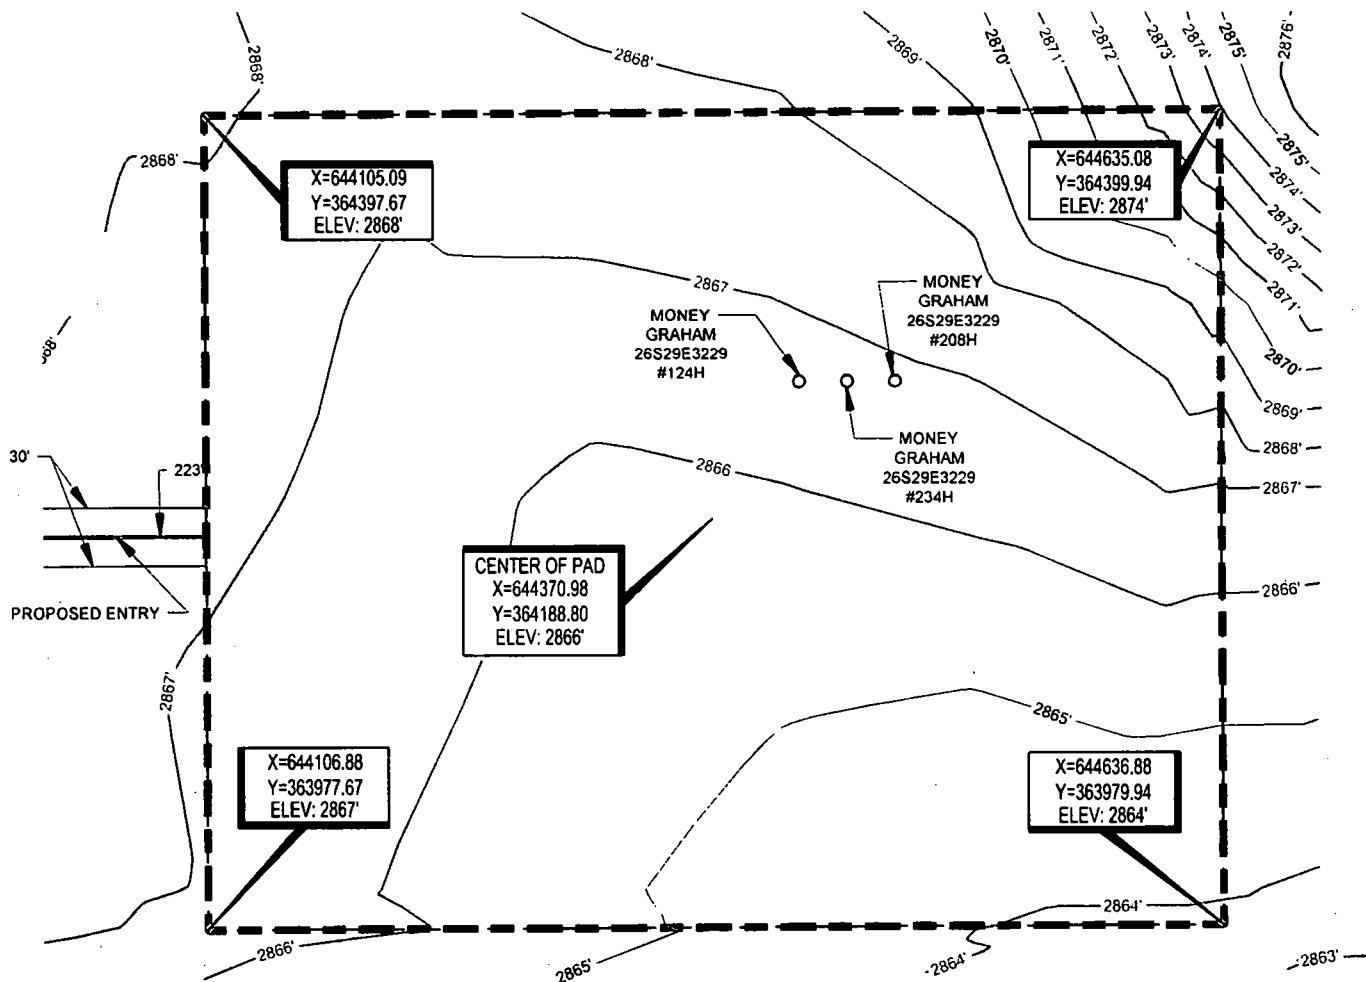 2868'
2868'
2869'
2870'
2871'
2872'
2873'
2874'
2875'
2876'
2868'
X=644105.09
Y=364397.67
ELEV: 2868'
X=644635.08
Y=364399.94
ELEV: 2874'
2875'
2874'
2873'
2872'
2871'
2870'
2869'
2868'
2867'
2867
MONEY
GRAHAM
26S29E3229
#208H
MONEY
GRAHAM
26S29E3229
#124H
MONEY
GRAHAM
26S29E3229
#234H
368'
30'
223'
2866
PROPOSED ENTRY
CENTER OF PAD
X=644370.98
Y=364188.80
ELEV: 2866'
2866'
2867'
2865'
X=644106.88
Y=363977.67
ELEV: 2867'
X=644636.88
Y=363979.94
ELEV: 2864'
2864'
2866'
2865'
2864'
2863'